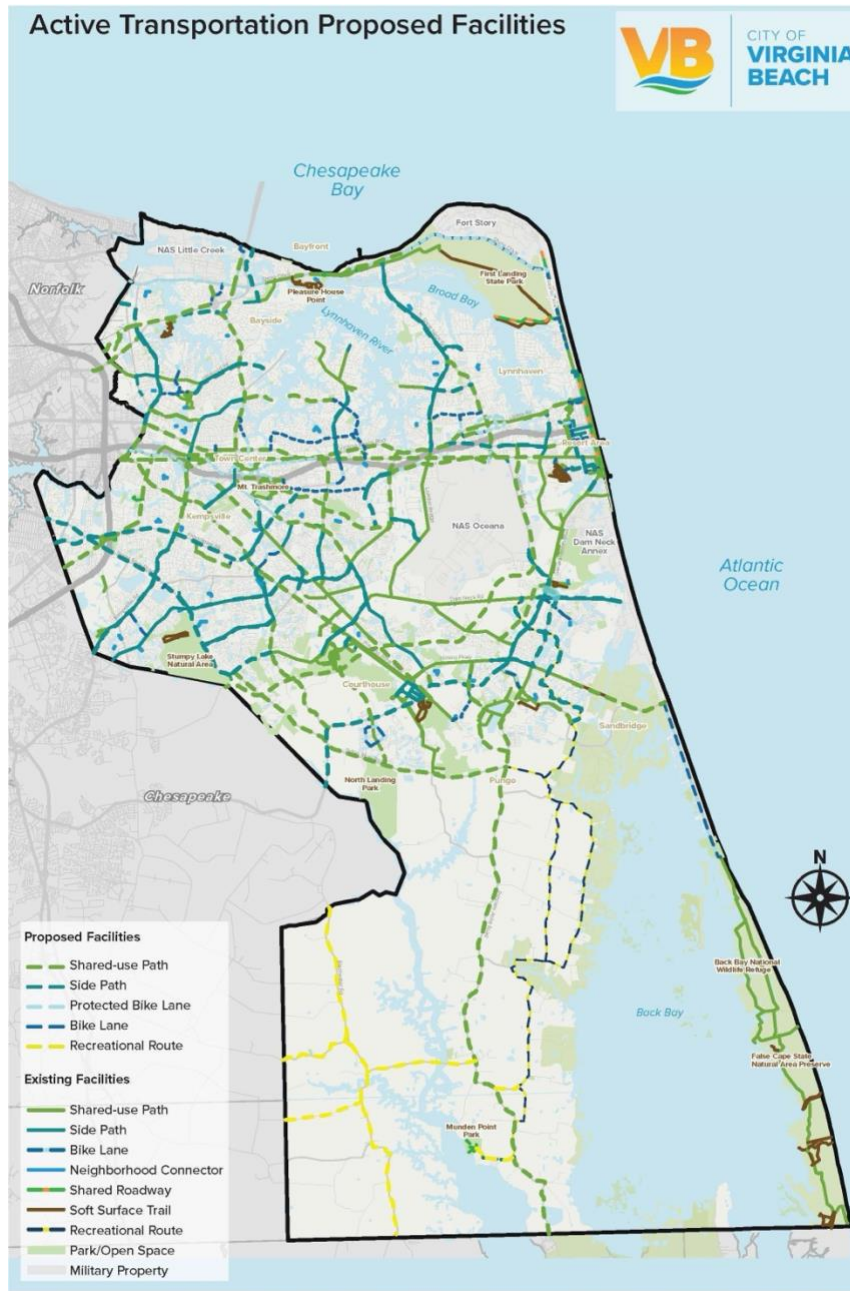 Active Transportation Proposed Facilities
VB
CITY OF
VIRGINIA
BEACH
Chesapeake
Bay
Fort Story
NAS Little Creek
Bayfront
Norfolk
First Landing
State Park
Pleasure House
Point
Broad Bay
Bayside
Lynnhaven River
Lynnhaven
Resort Area
Town Center
Mt. Trashmore
Kempsville
NAS Oceana
NAS
Dam Neck
Annex
Atlantic
Ocean
Dam Neck Rd
Stumpy Lake
Natural Area
Courthouse
Sandbridge
North Landing
Park
Pungo
Chesapeake
N
Proposed Facilities
Shared-use Path
Side Path
Protected Bike Lane
Bike Lane
Recreational Route
Back Bay National
Wildlife Refuge
Back Bay
False Cape State
Natural Area Preserve
Existing Facilities
Shared-use Path
Side Path
Bike Lane
Neighborhood Connector
Shared Roadway
Soft Surface Trail
Recreational Route
Park/Open Space
Military Property
Munden Point
Park